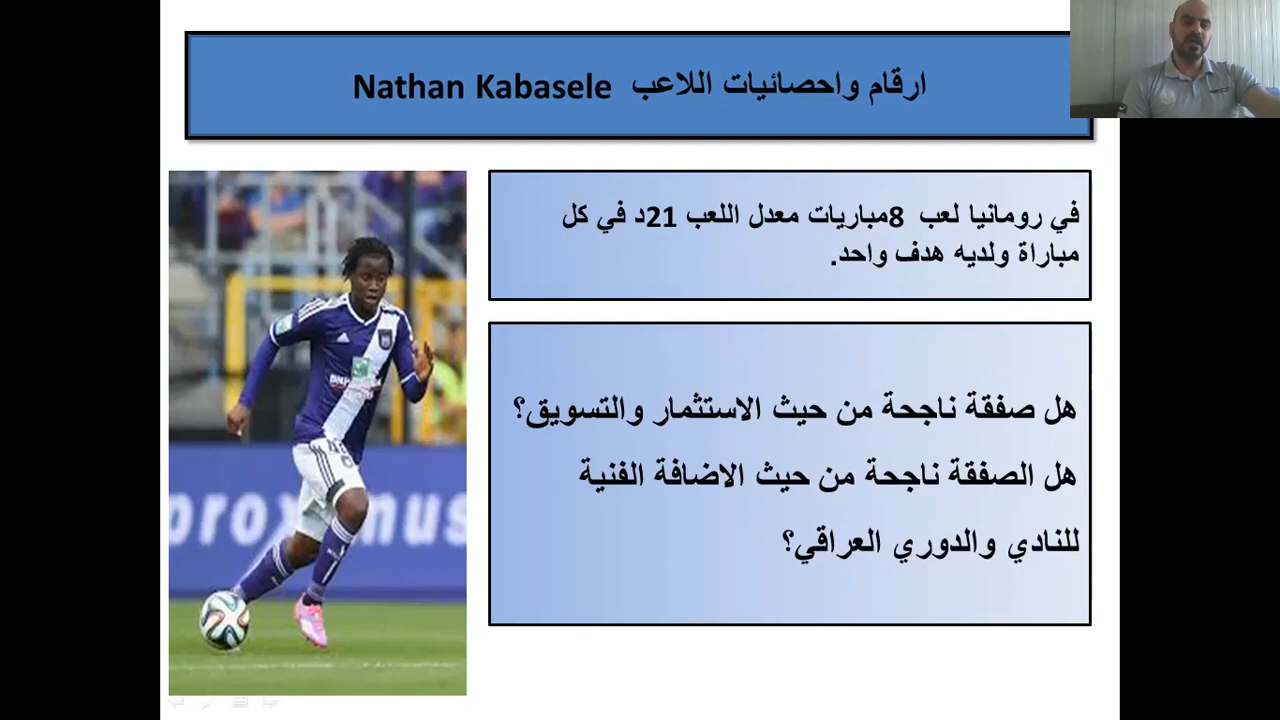 ارقام واحصائيات اللاعب Nathan Kabasele
في رومانيا لعب 8مباريات معدل اللعب 21د في كل
مباراة ولديه هدف واحد.
هل صفقة ناجحة من حيث الاستثمار والتسويق؟
هل الصفقة ناجحة من حيث الاضافة الفنية
للنادي والدوري العراقي؟
proximus